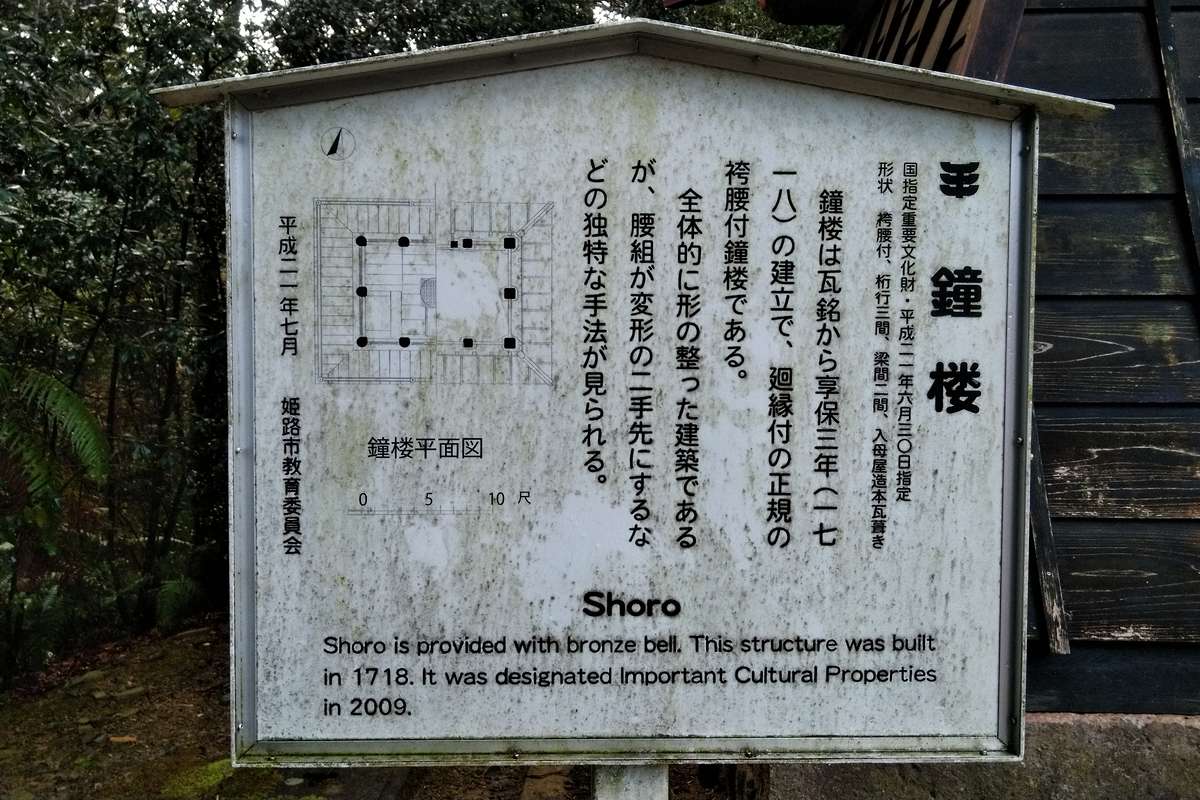 鐘楼
国指定重要文化財・平成二一年六月三〇日指定
形状　袴腰付、桁行三間、梁間二間、入母屋造本瓦葺き
鐘楼は瓦銘から享保三年（一七
一八）の建立で、廻縁付の正規の
袴腰付鐘楼である。
全体的に形の整った建築である
が、腰組が変形の二手先にするな
どの独特な手法が見られる。
鐘楼平面図
0 5 10 尺
平成二一年七月　姫路市教育委員会
Shoro
Shoro is provided with bronze bell. This structure was built
in 1718. It was designated Important Cultural Properties
in 2009.